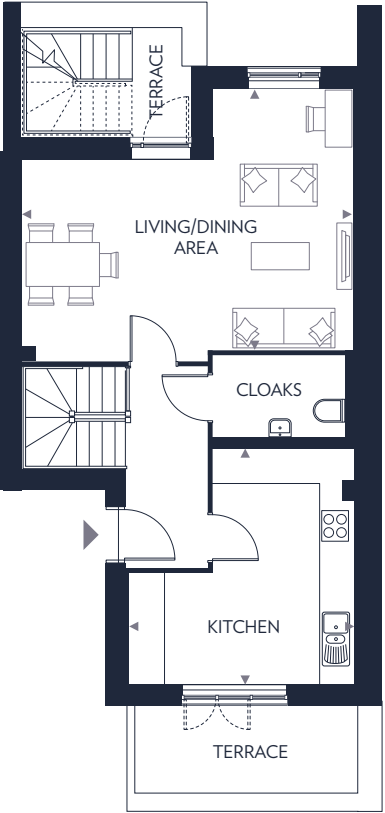 TERRACE
LIVING/DINING
AREA
CLOAKS
KITCHEN
TERRACE